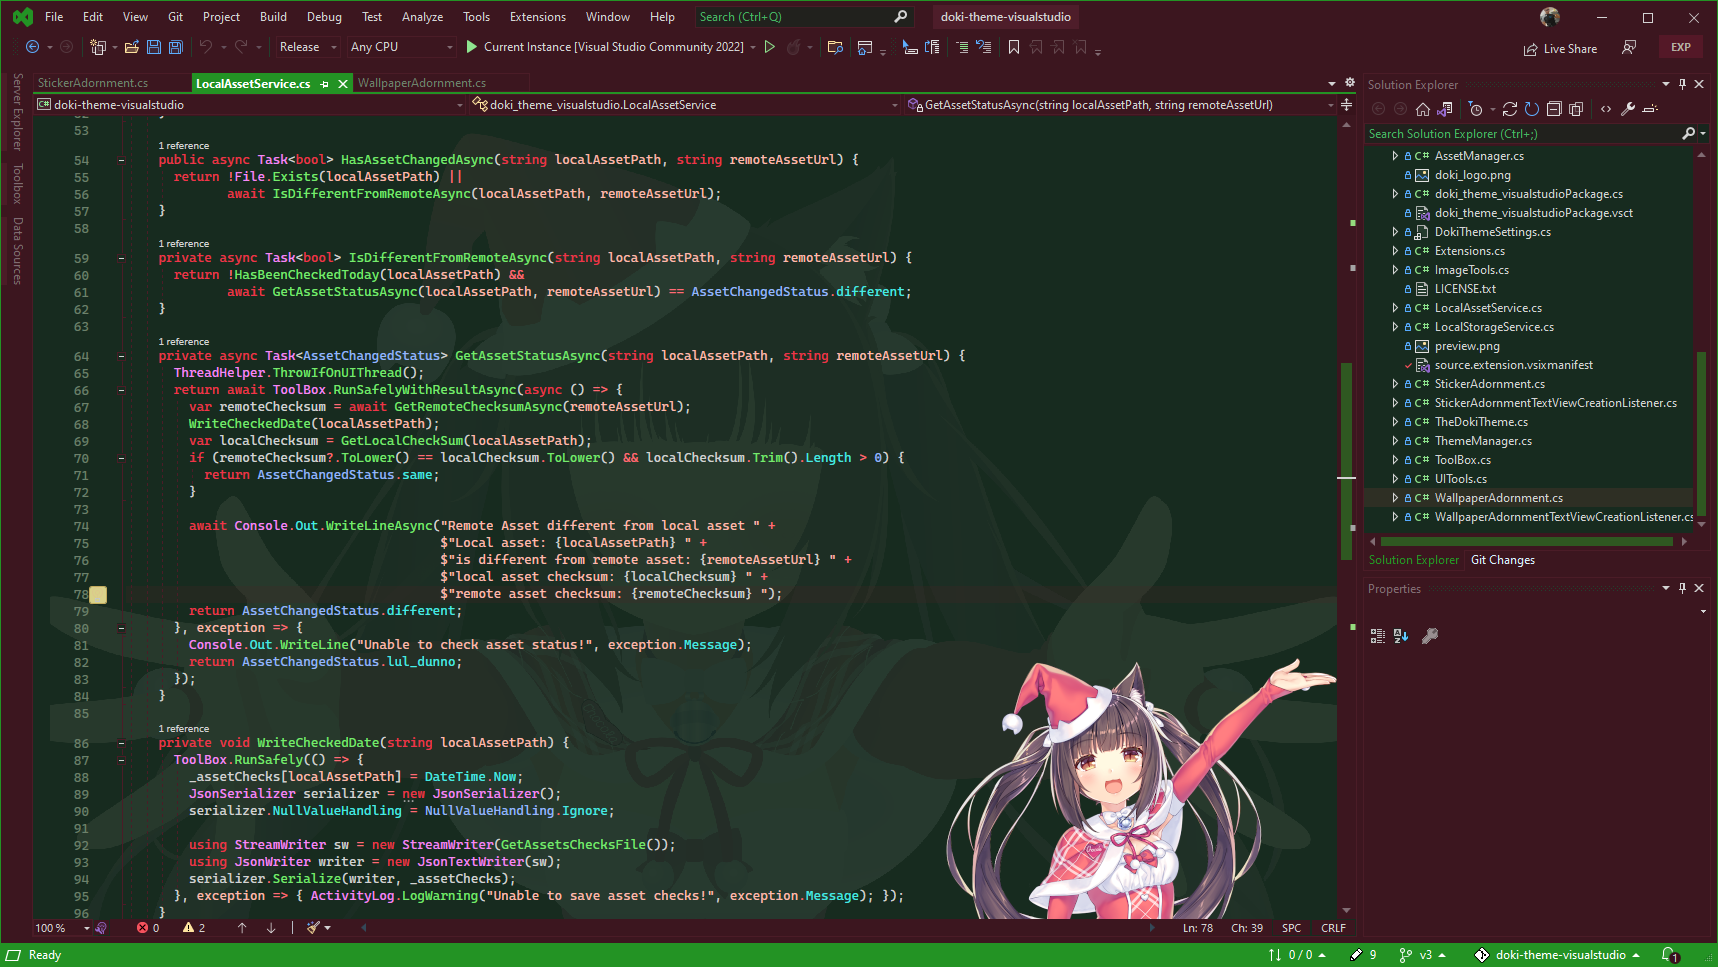 File Edit View Git Project Build Debug Test Analyze Tools Extensions Window Help Search (Ctrl+Q) doki-theme-visualstudio
Release Any CPU Current Instance [Visual Studio Community 2022] Live Share EXP
Server Explorer
Toolbox
Data Sources
StickerAdornment.cs LocalAssetService.cs WallpaperAdornment.cs
C# doki-theme-visualstudio doki_theme_visualstudio.LocalAssetService GetAssetStatusAsync(string localAssetPath, string remoteAssetUrl)
53
1 reference
54 public async Task<bool> HasAssetChangedAsync(string localAssetPath, string remoteAssetUrl) {
55 return !File.Exists(localAssetPath) ||
56 await IsDifferentFromRemoteAsync(localAssetPath, remoteAssetUrl);
57 }
58
1 reference
59 private async Task<bool> IsDifferentFromRemoteAsync(string localAssetPath, string remoteAssetUrl) {
60 return !HasBeenCheckedToday(localAssetPath) &&
61 await GetAssetStatusAsync(localAssetPath, remoteAssetUrl) == AssetChangedStatus.different;
62 }
63
1 reference
64 private async Task<AssetChangedStatus> GetAssetStatusAsync(string localAssetPath, string remoteAssetUrl) {
65 ThreadHelper.ThrowIfOnUIThread();
66 return await ToolBox.RunSafelyWithResultAsync(async () => {
67 var remoteChecksum = await GetRemoteChecksumAsync(remoteAssetUrl);
68 WriteCheckedDate(localAssetPath);
69 var localChecksum = GetLocalCheckSum(localAssetPath);
70 if (remoteChecksum?.ToLower() == localChecksum.ToLower() && localChecksum.Trim().Length > 0) {
71 return AssetChangedStatus.same;
72 }
73
74 await Console.Out.WriteLineAsync("Remote Asset different from local asset " +
75 $"Local asset: {localAssetPath} " +
76 $"is different from remote asset: {remoteAssetUrl} " +
77 $"local asset checksum: {localChecksum} " +
78 $"remote asset checksum: {remoteChecksum} ");
79 return AssetChangedStatus.different;
80 }, exception => {
81 Console.Out.WriteLine("Unable to check asset status!", exception.Message);
82 return AssetChangedStatus.lul_dunno;
83 });
84 }
85
1 reference
86 private void WriteCheckedDate(string localAssetPath) {
87 ToolBox.RunSafely(() => {
88 _assetChecks[localAssetPath] = DateTime.Now;
89 JsonSerializer serializer = new JsonSerializer();
90 serializer.NullValueHandling = NullValueHandling.Ignore;
91
92 using StreamWriter sw = new StreamWriter(GetAssetsChecksFile());
93 using JsonWriter writer = new JsonTextWriter(sw);
94 serializer.Serialize(writer, _assetChecks);
95 }, exception => { ActivityLog.LogWarning("Unable to save asset checks!", exception.Message); });
96 }
100 % 0 2 Ln: 78 Ch: 39 SPC CRLF
Solution Explorer
Search Solution Explorer (Ctrl+;)
C# AssetManager.cs
doki_logo.png
C# doki_theme_visualstudioPackage.cs
doki_theme_visualstudioPackage.vsct
DokiThemeSettings.cs
C# Extensions.cs
C# ImageTools.cs
LICENSE.txt
C# LocalAssetService.cs
C# LocalStorageService.cs
preview.png
source.extension.vsixmanifest
C# StickerAdornment.cs
C# StickerAdornmentTextViewCreationListener.cs
C# TheDokiTheme.cs
C# ThemeManager.cs
C# ToolBox.cs
C# UITools.cs
C# WallpaperAdornment.cs
C# WallpaperAdornmentTextViewCreationListener.cs
Solution Explorer Git Changes
Properties
Ready 0 / 0 9 v3 doki-theme-visualstudio 1